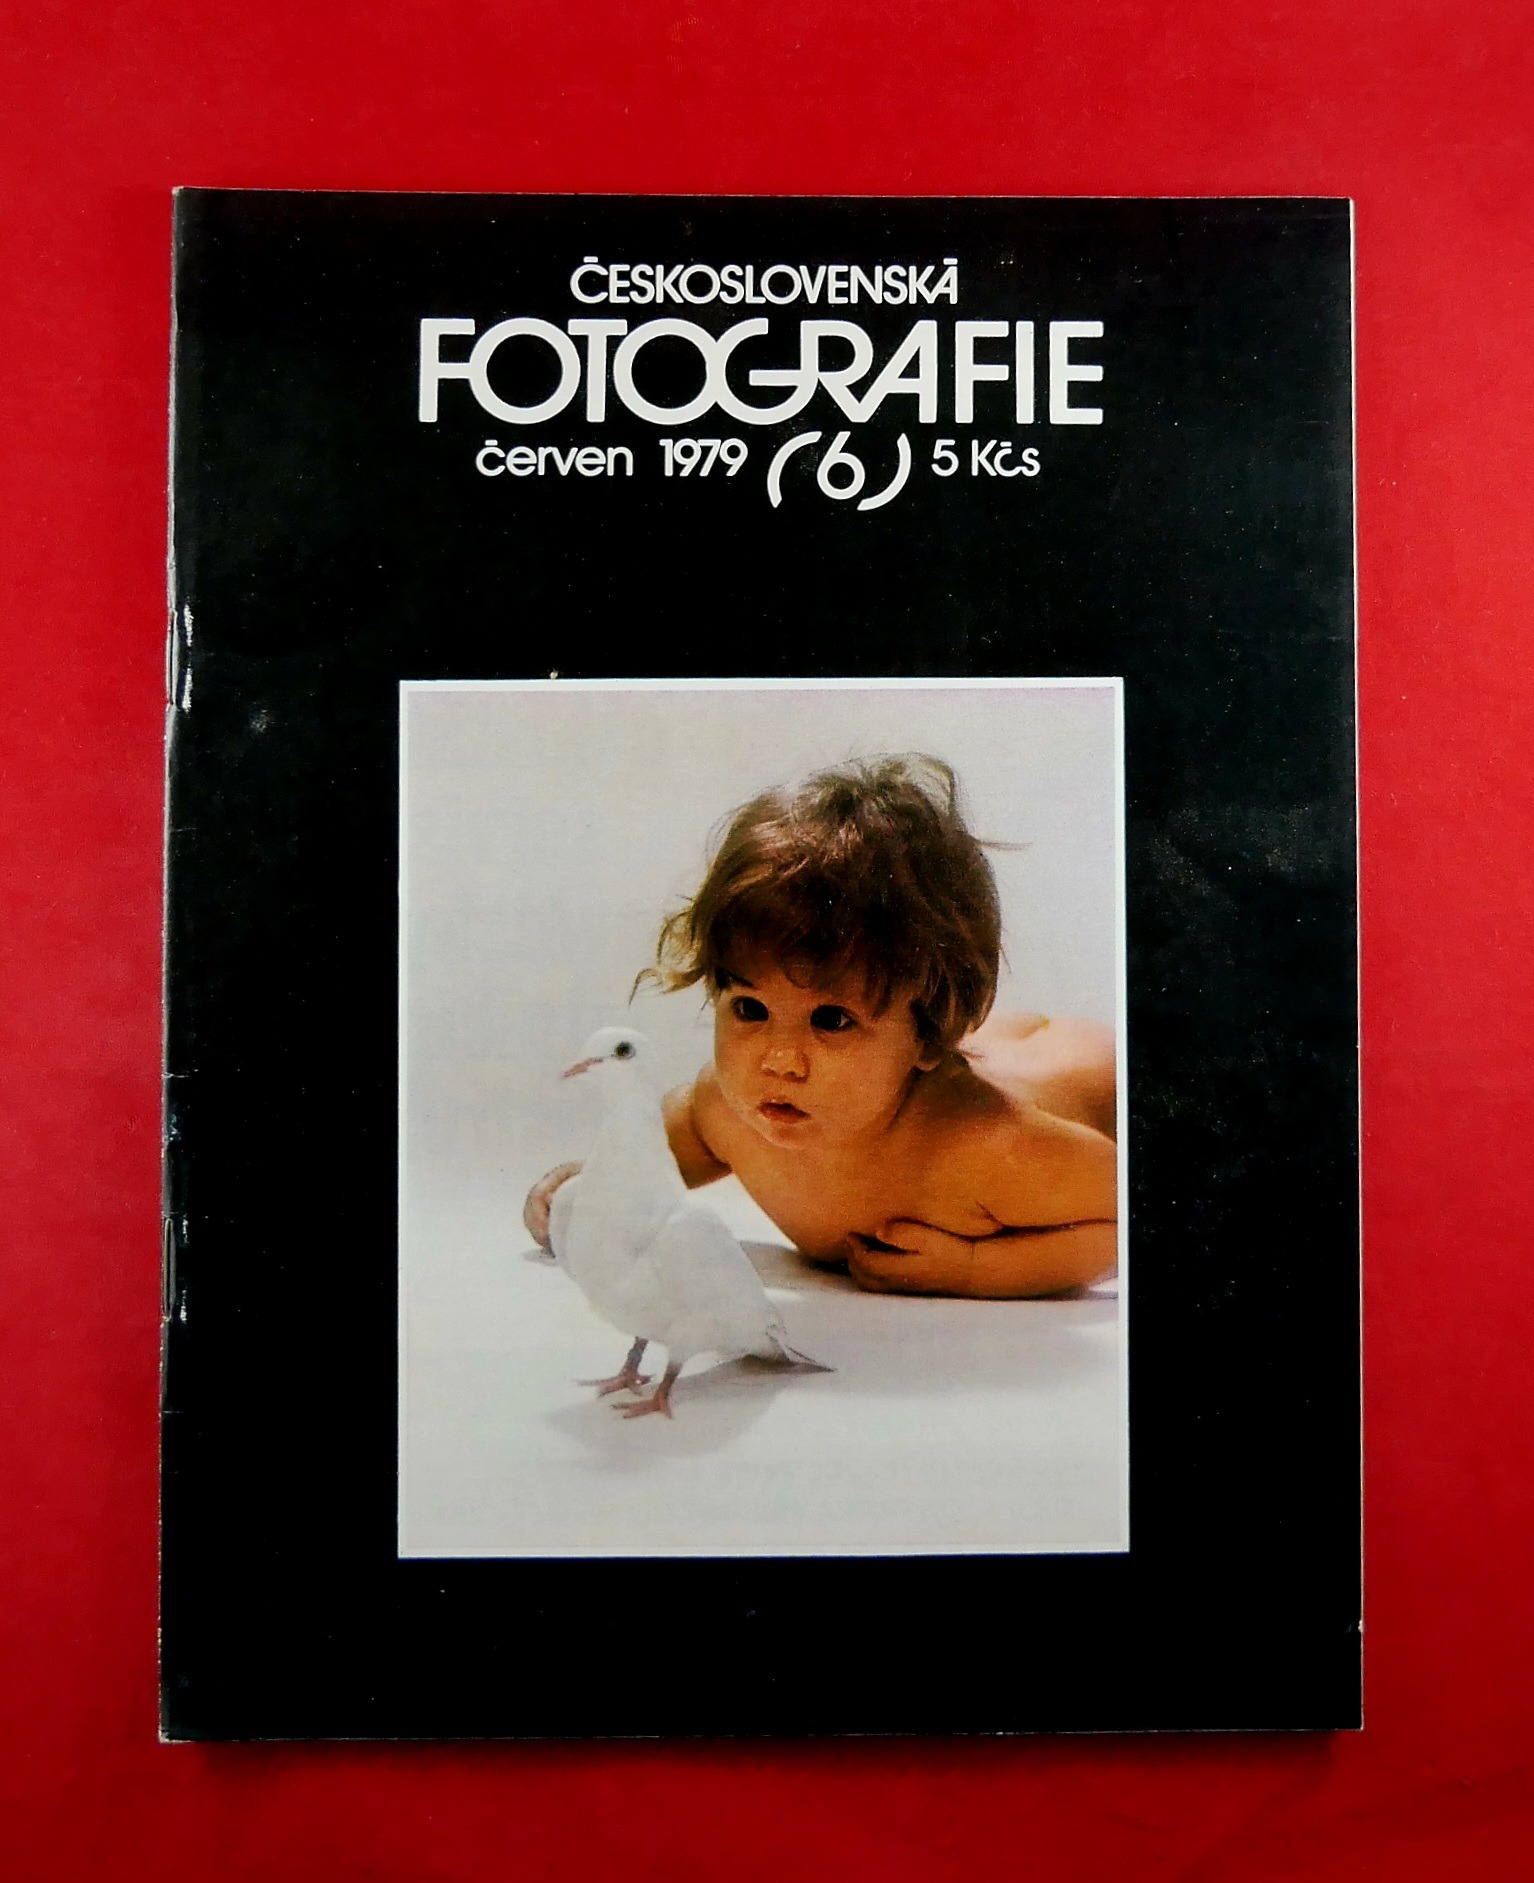 ČESKOSLOVENSKÁ
FOTOGRAFIE
červen 1979 (6) 5 Kčs